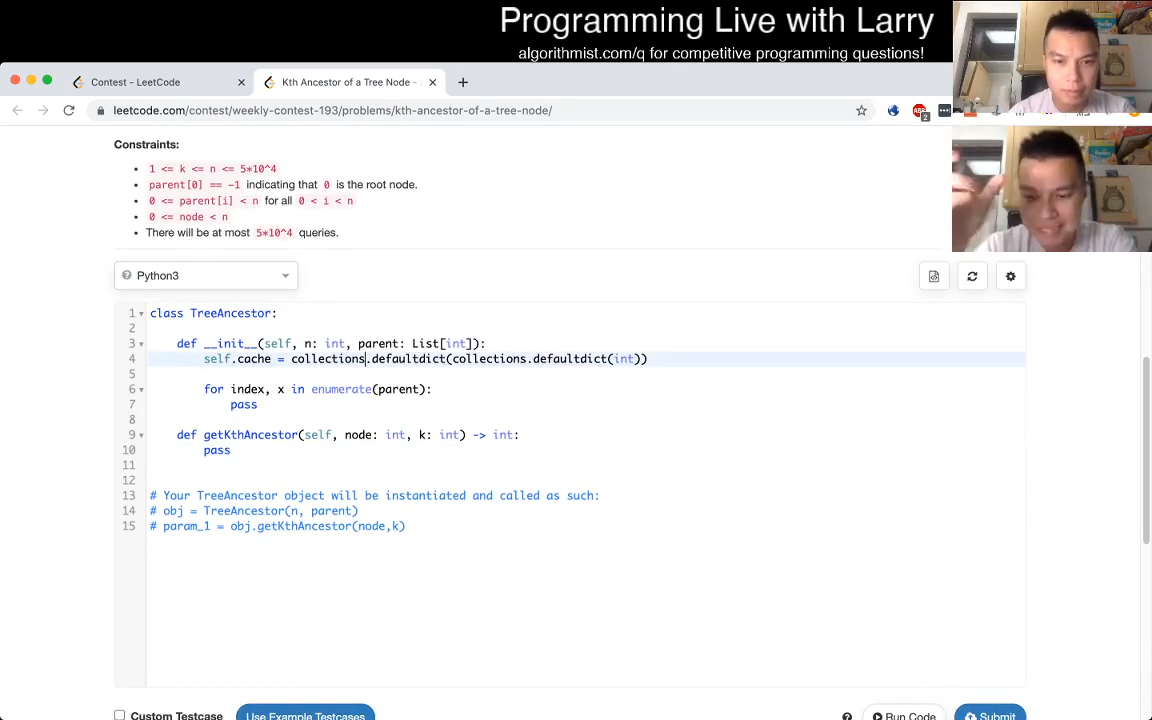 Programming Live with Larry
algorithmist.com/q for competitive programming questions!
Contest - LeetCode
Kth Ancestor of a Tree Node -
leetcode.com/contest/weekly-contest-193/problems/kth-ancestor-of-a-tree-node/
ABP
2
Constraints:
1 <= k <= n <= 5*10^4
parent[0] == -1 indicating that 0 is the root node.
0 <= parent[i] < n for all 0 < i < n
0 <= node < n
There will be at most 5*10^4 queries.
Python3
1 class TreeAncestor:
2
3 def __init__(self, n: int, parent: List[int]):
4 self.cache = collections.defaultdict(collections.defaultdict(int))
5
6 for index, x in enumerate(parent):
7 pass
8
9 def getKthAncestor(self, node: int, k: int) -> int:
10 pass
11
12
13 # Your TreeAncestor object will be instantiated and called as such:
14 # obj = TreeAncestor(n, parent)
15 # param_1 = obj.getKthAncestor(node,k)
Custom Testcase
Use Example Testcases
Run Code
Submit